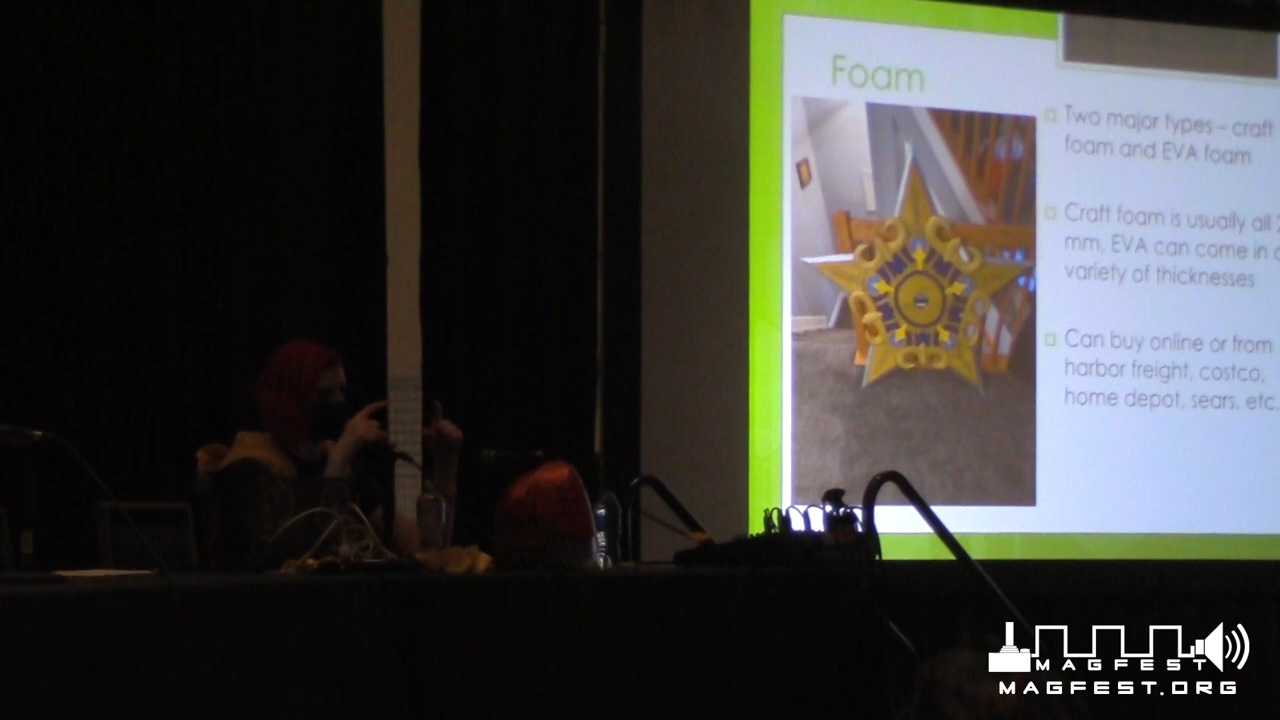 Foam
Two major types – craft
foam and EVA foam
Craft foam is usually all
mm, EVA can come in
variety of thicknesses
Can buy online or from
harbor freight, costco,
home depot, sears, etc
MAGFEST
MAGFEST.ORG